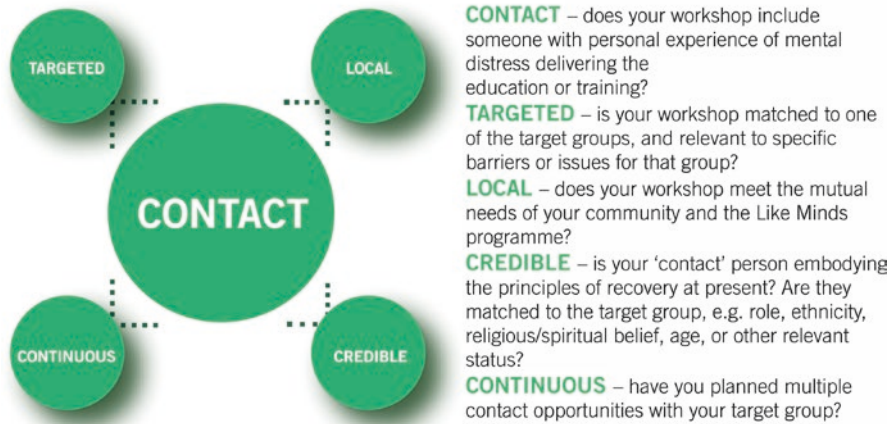 TARGETED
LOCAL
CONTACT
CONTINUOUS
CREDIBLE
CONTACT – does your workshop include
someone with personal experience of mental
distress delivering the
education or training?
TARGETED – is your workshop matched to one
of the target groups, and relevant to specific
barriers or issues for that group?
LOCAL – does your workshop meet the mutual
needs of your community and the Like Minds
programme?
CREDIBLE – is your ‘contact’ person embodying
the principles of recovery at present? Are they
matched to the target group, e.g. role, ethnicity,
religious/spiritual belief, age, or other relevant
status?
CONTINUOUS – have you planned multiple
contact opportunities with your target group?